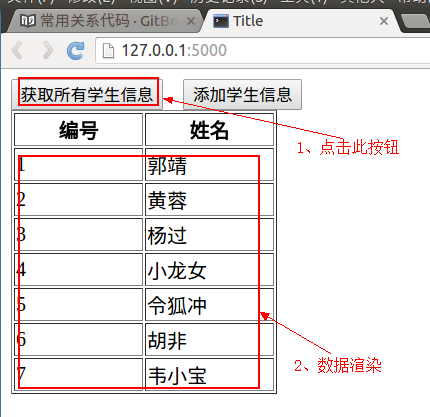 常用关系代码 · GitBo
Title
127.0.0.1:5000
获取所有学生信息 添加学生信息
编号 姓名
1、点击此按钮
1 郭靖
2 黄蓉
3 杨过
4 小龙女
5 令狐冲
6 胡非
2、数据渲染
7 韦小宝